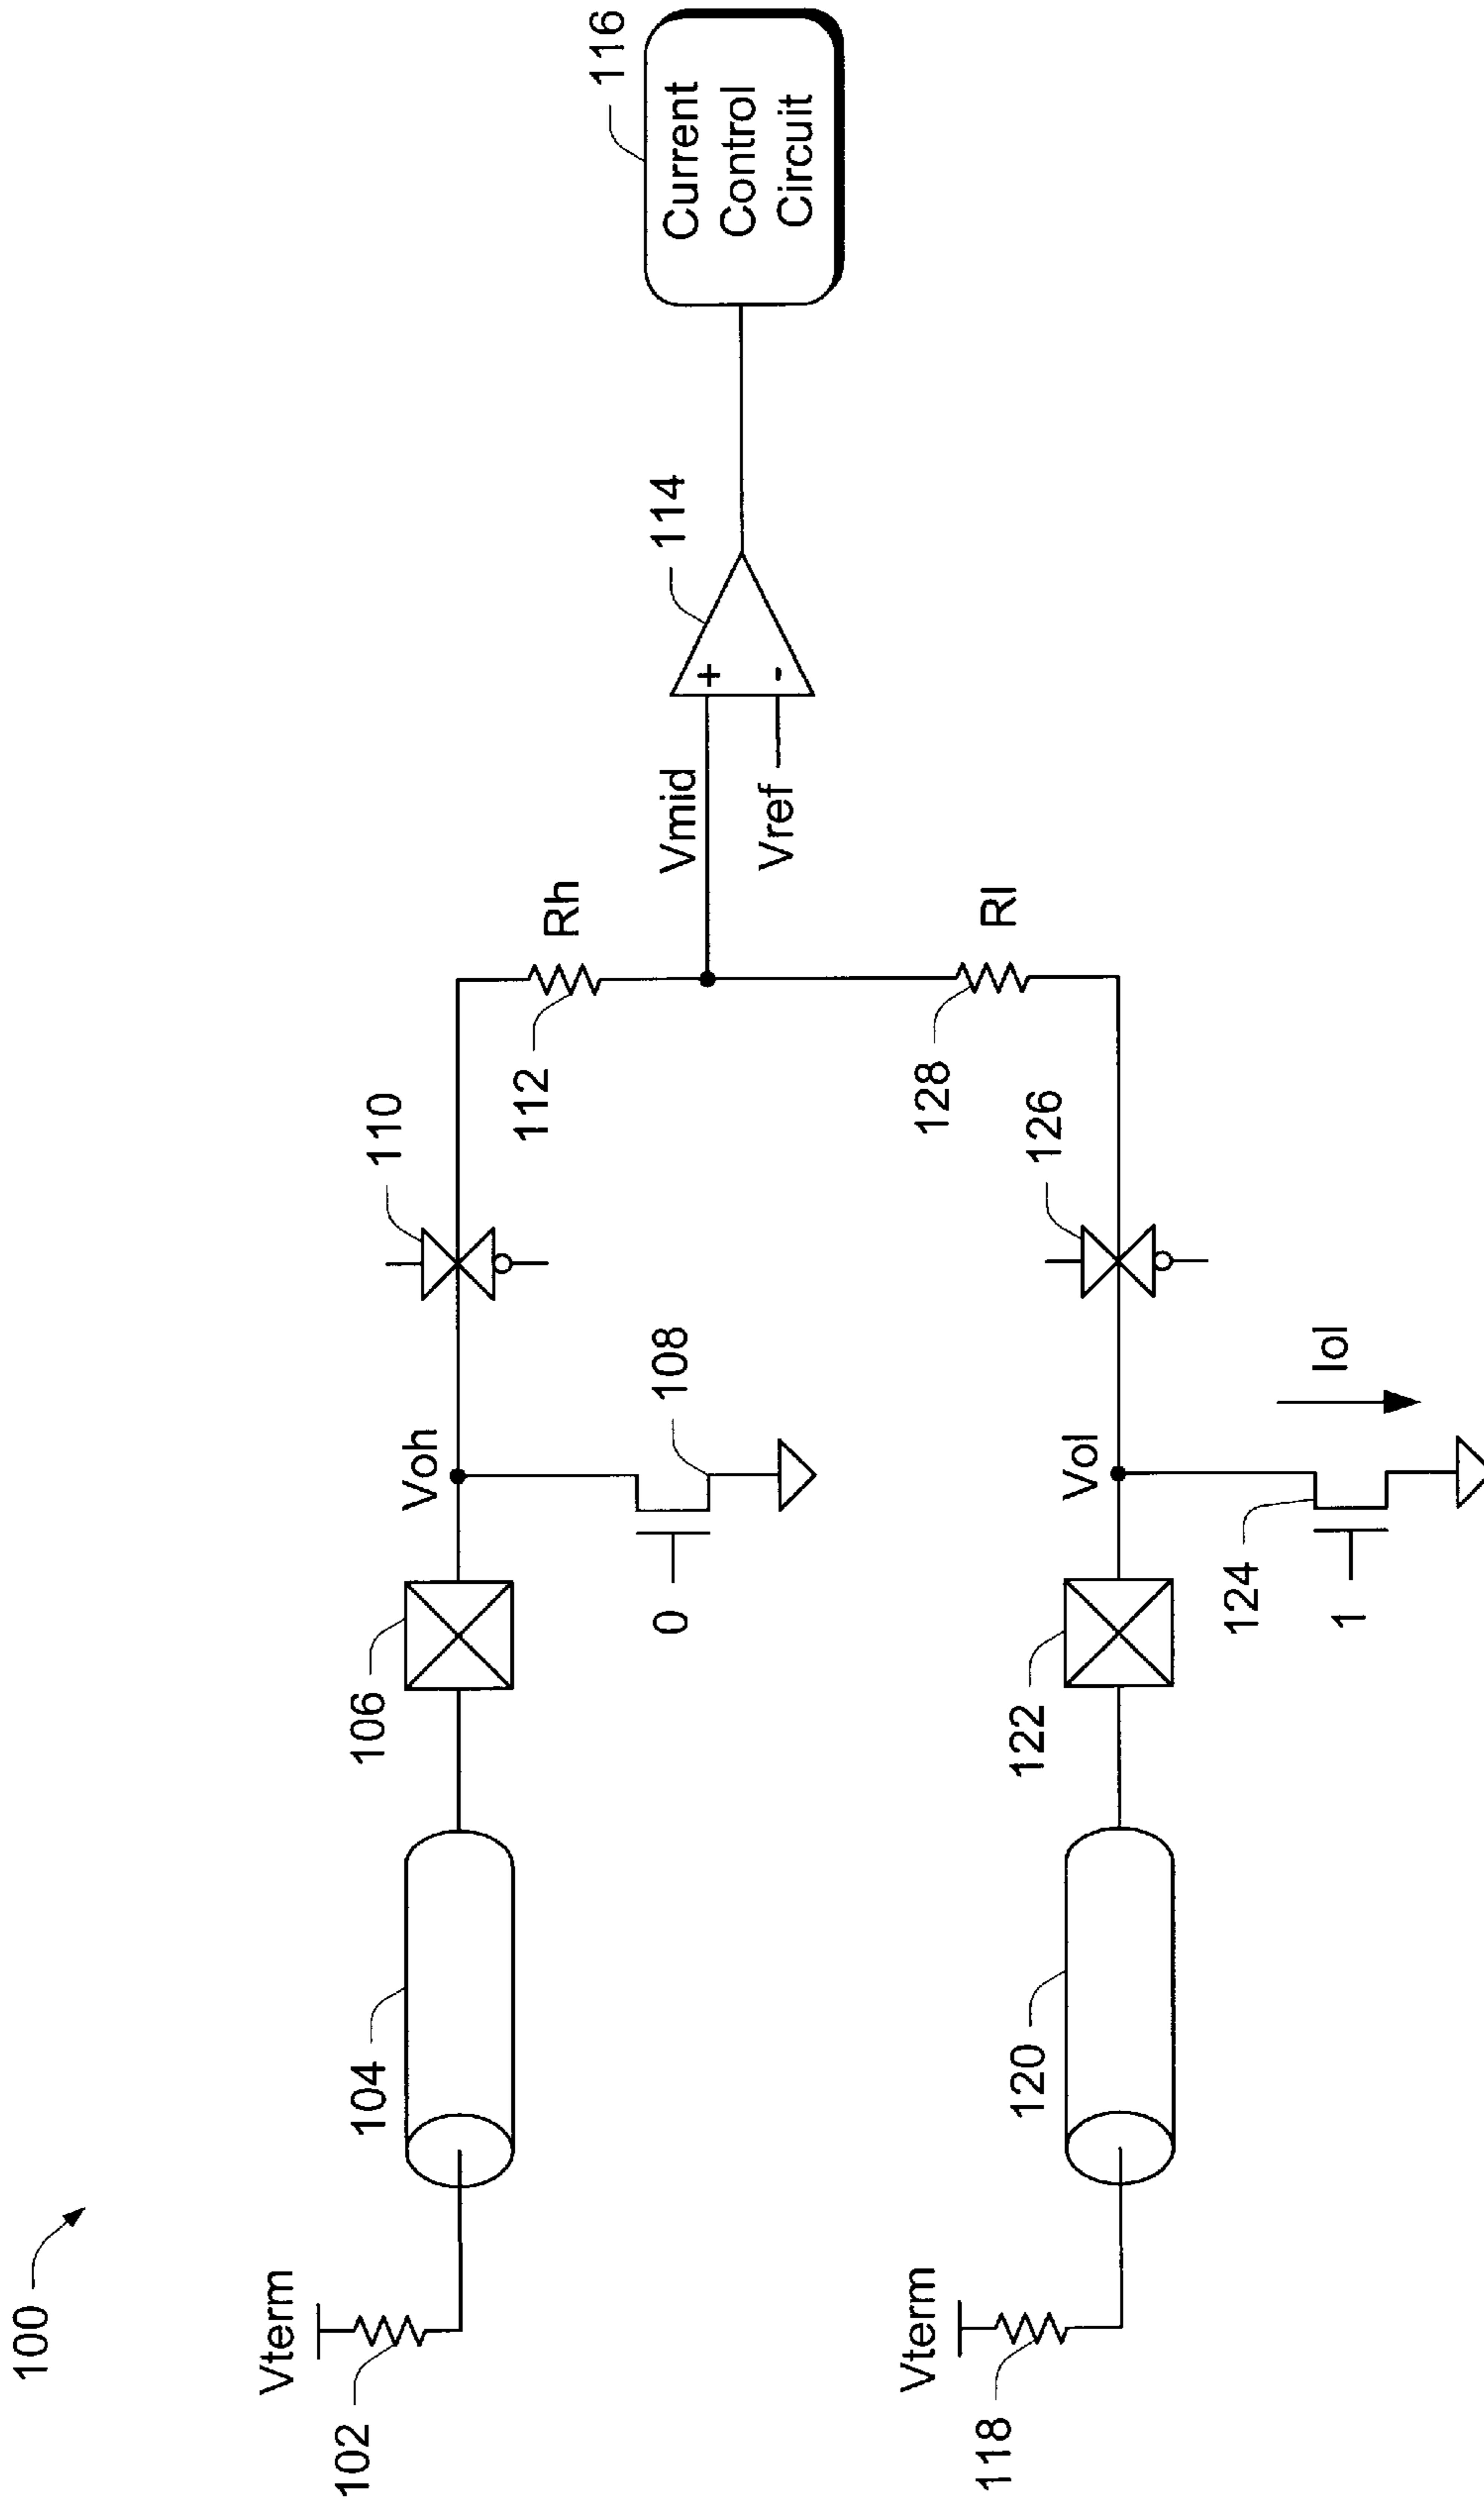 100
Vterm
102
104
106
Voh
0
108
110
Rh
112
Vmid
Vref
+
-
114
116
Current
Control
Circuit
Vterm
118
120
122
Vol
124
1
Iol
126
128
Rl